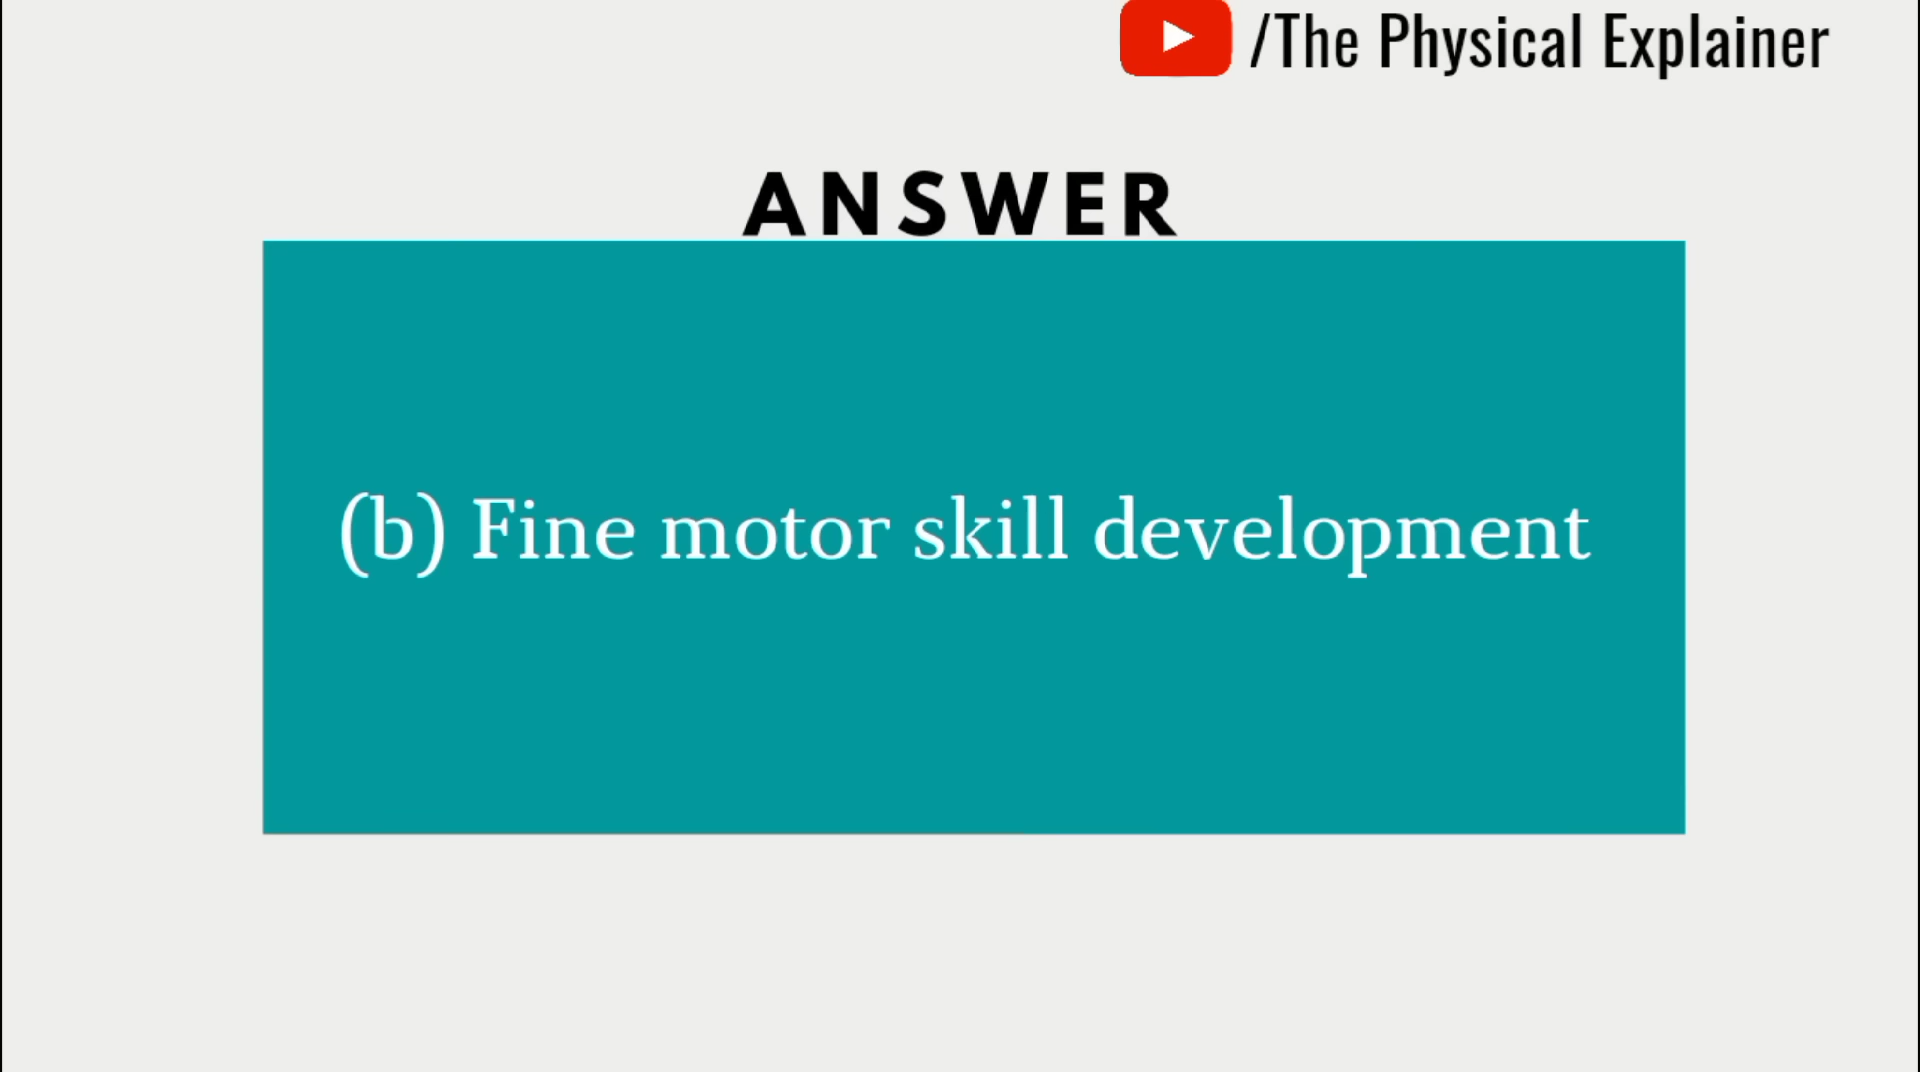 /The Physical Explainer
ANSWER
(b) Fine motor skill development